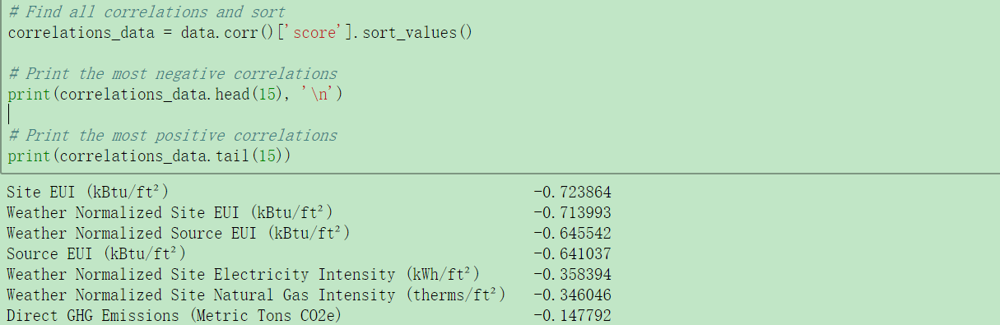 # Find all correlations and sort
correlations_data = data.corr()['score'].sort_values()
# Print the most negative correlations
print(correlations_data.head(15), '\n')
# Print the most positive correlations
print(correlations_data.tail(15))
Site EUI (kBtu/ft²) -0.723864
Weather Normalized Site EUI (kBtu/ft²) -0.713993
Weather Normalized Source EUI (kBtu/ft²) -0.645542
Source EUI (kBtu/ft²) -0.641037
Weather Normalized Site Electricity Intensity (kWh/ft²) -0.358394
Weather Normalized Site Natural Gas Intensity (therms/ft²) -0.346046
Direct GHG Emissions (Metric Tons CO2e) -0.147792